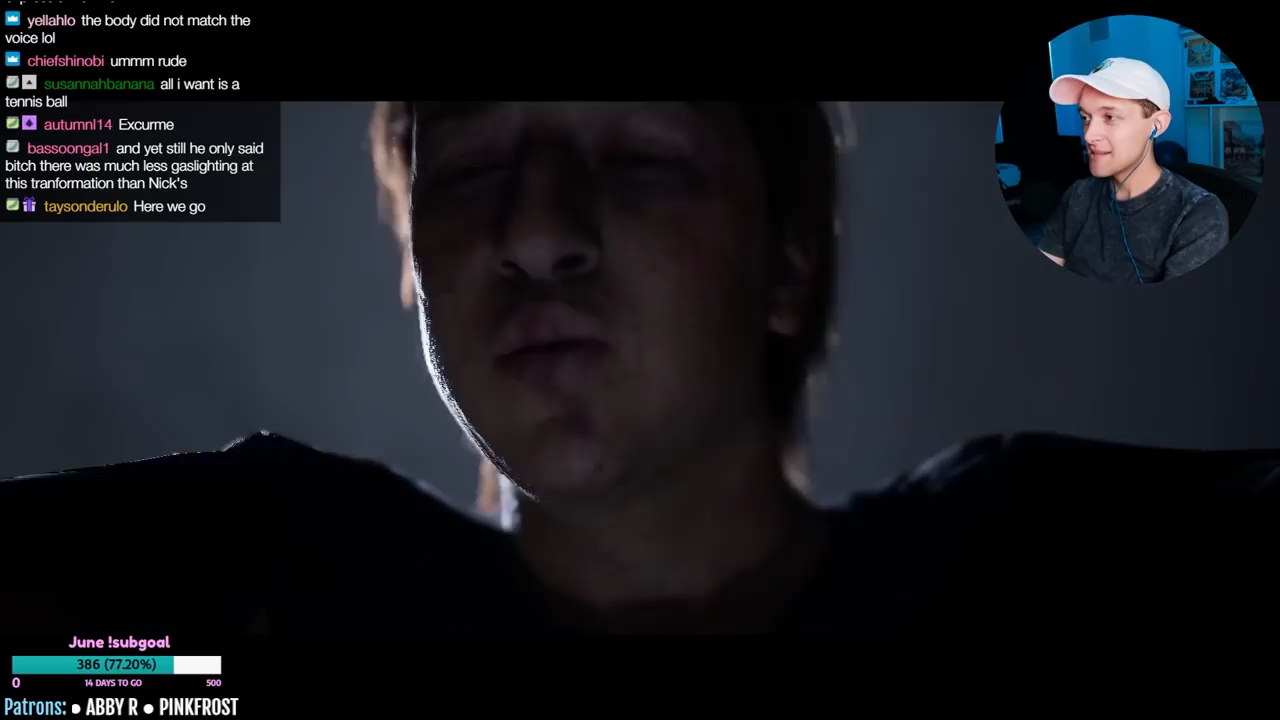 yellahlo the body did not match the
voice lol
chiefshinobi ummm rude
susannahbanana all i want is a
tennis ball
autumnl14 Excurme
bassoongal1 and yet still he only said
bitch there was much less gaslighting at
this tranformation than Nick's
taysonderulo Here we go
June !subgoal
386 (77.20%)
0 14 DAYS TO GO 500
Patrons: ● ABBY R ● PINKFROST